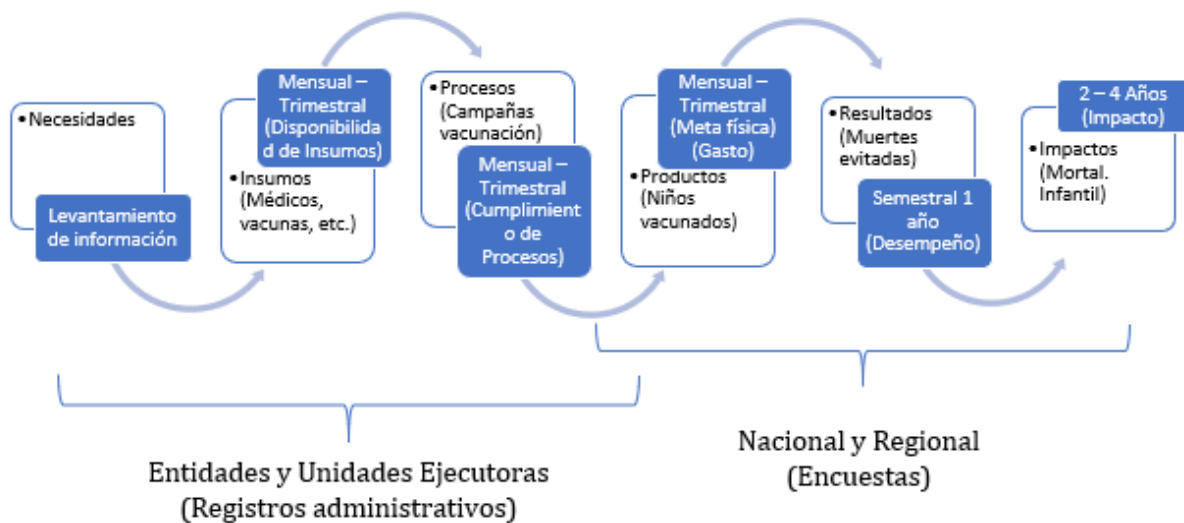 •Necesidades
Levantamiento
de información
Mensual –
Trimestral
(Disponibilida
d de Insumos)
•Insumos
(Médicos,
vacunas, etc.)
•Procesos
(Campañas
vacunación)
Mensual –
Trimestral
(Cumplimient
o de
Procesos)
Mensual –
Trimestral
(Meta física)
(Gasto)
•Productos
(Niños
vacunados)
•Resultados
(Muertes
evitadas)
Semestral 1
año
(Desempeño)
2 – 4 Años
(Impacto)
•Impactos
(Mortal.
Infantil)
Entidades y Unidades Ejecutoras
(Registros administrativos)
Nacional y Regional
(Encuestas)